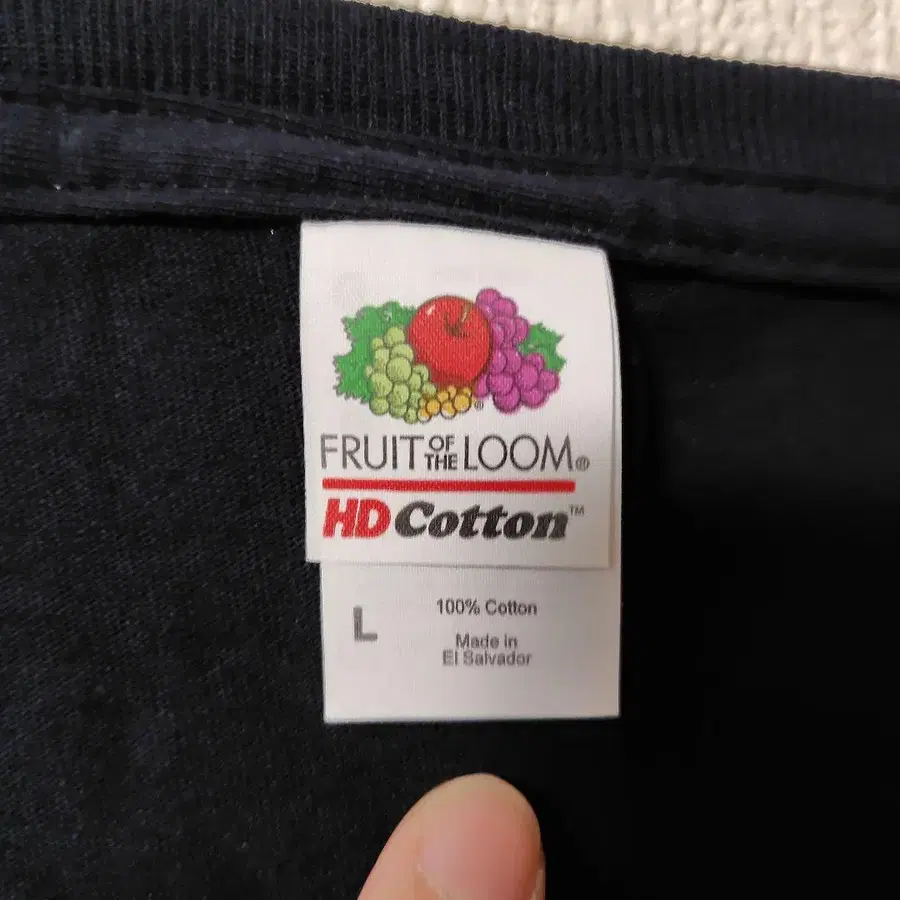 FRUIT OF THE LOOM®
HD Cotton™
L
100% Cotton
Made in
El Salvador